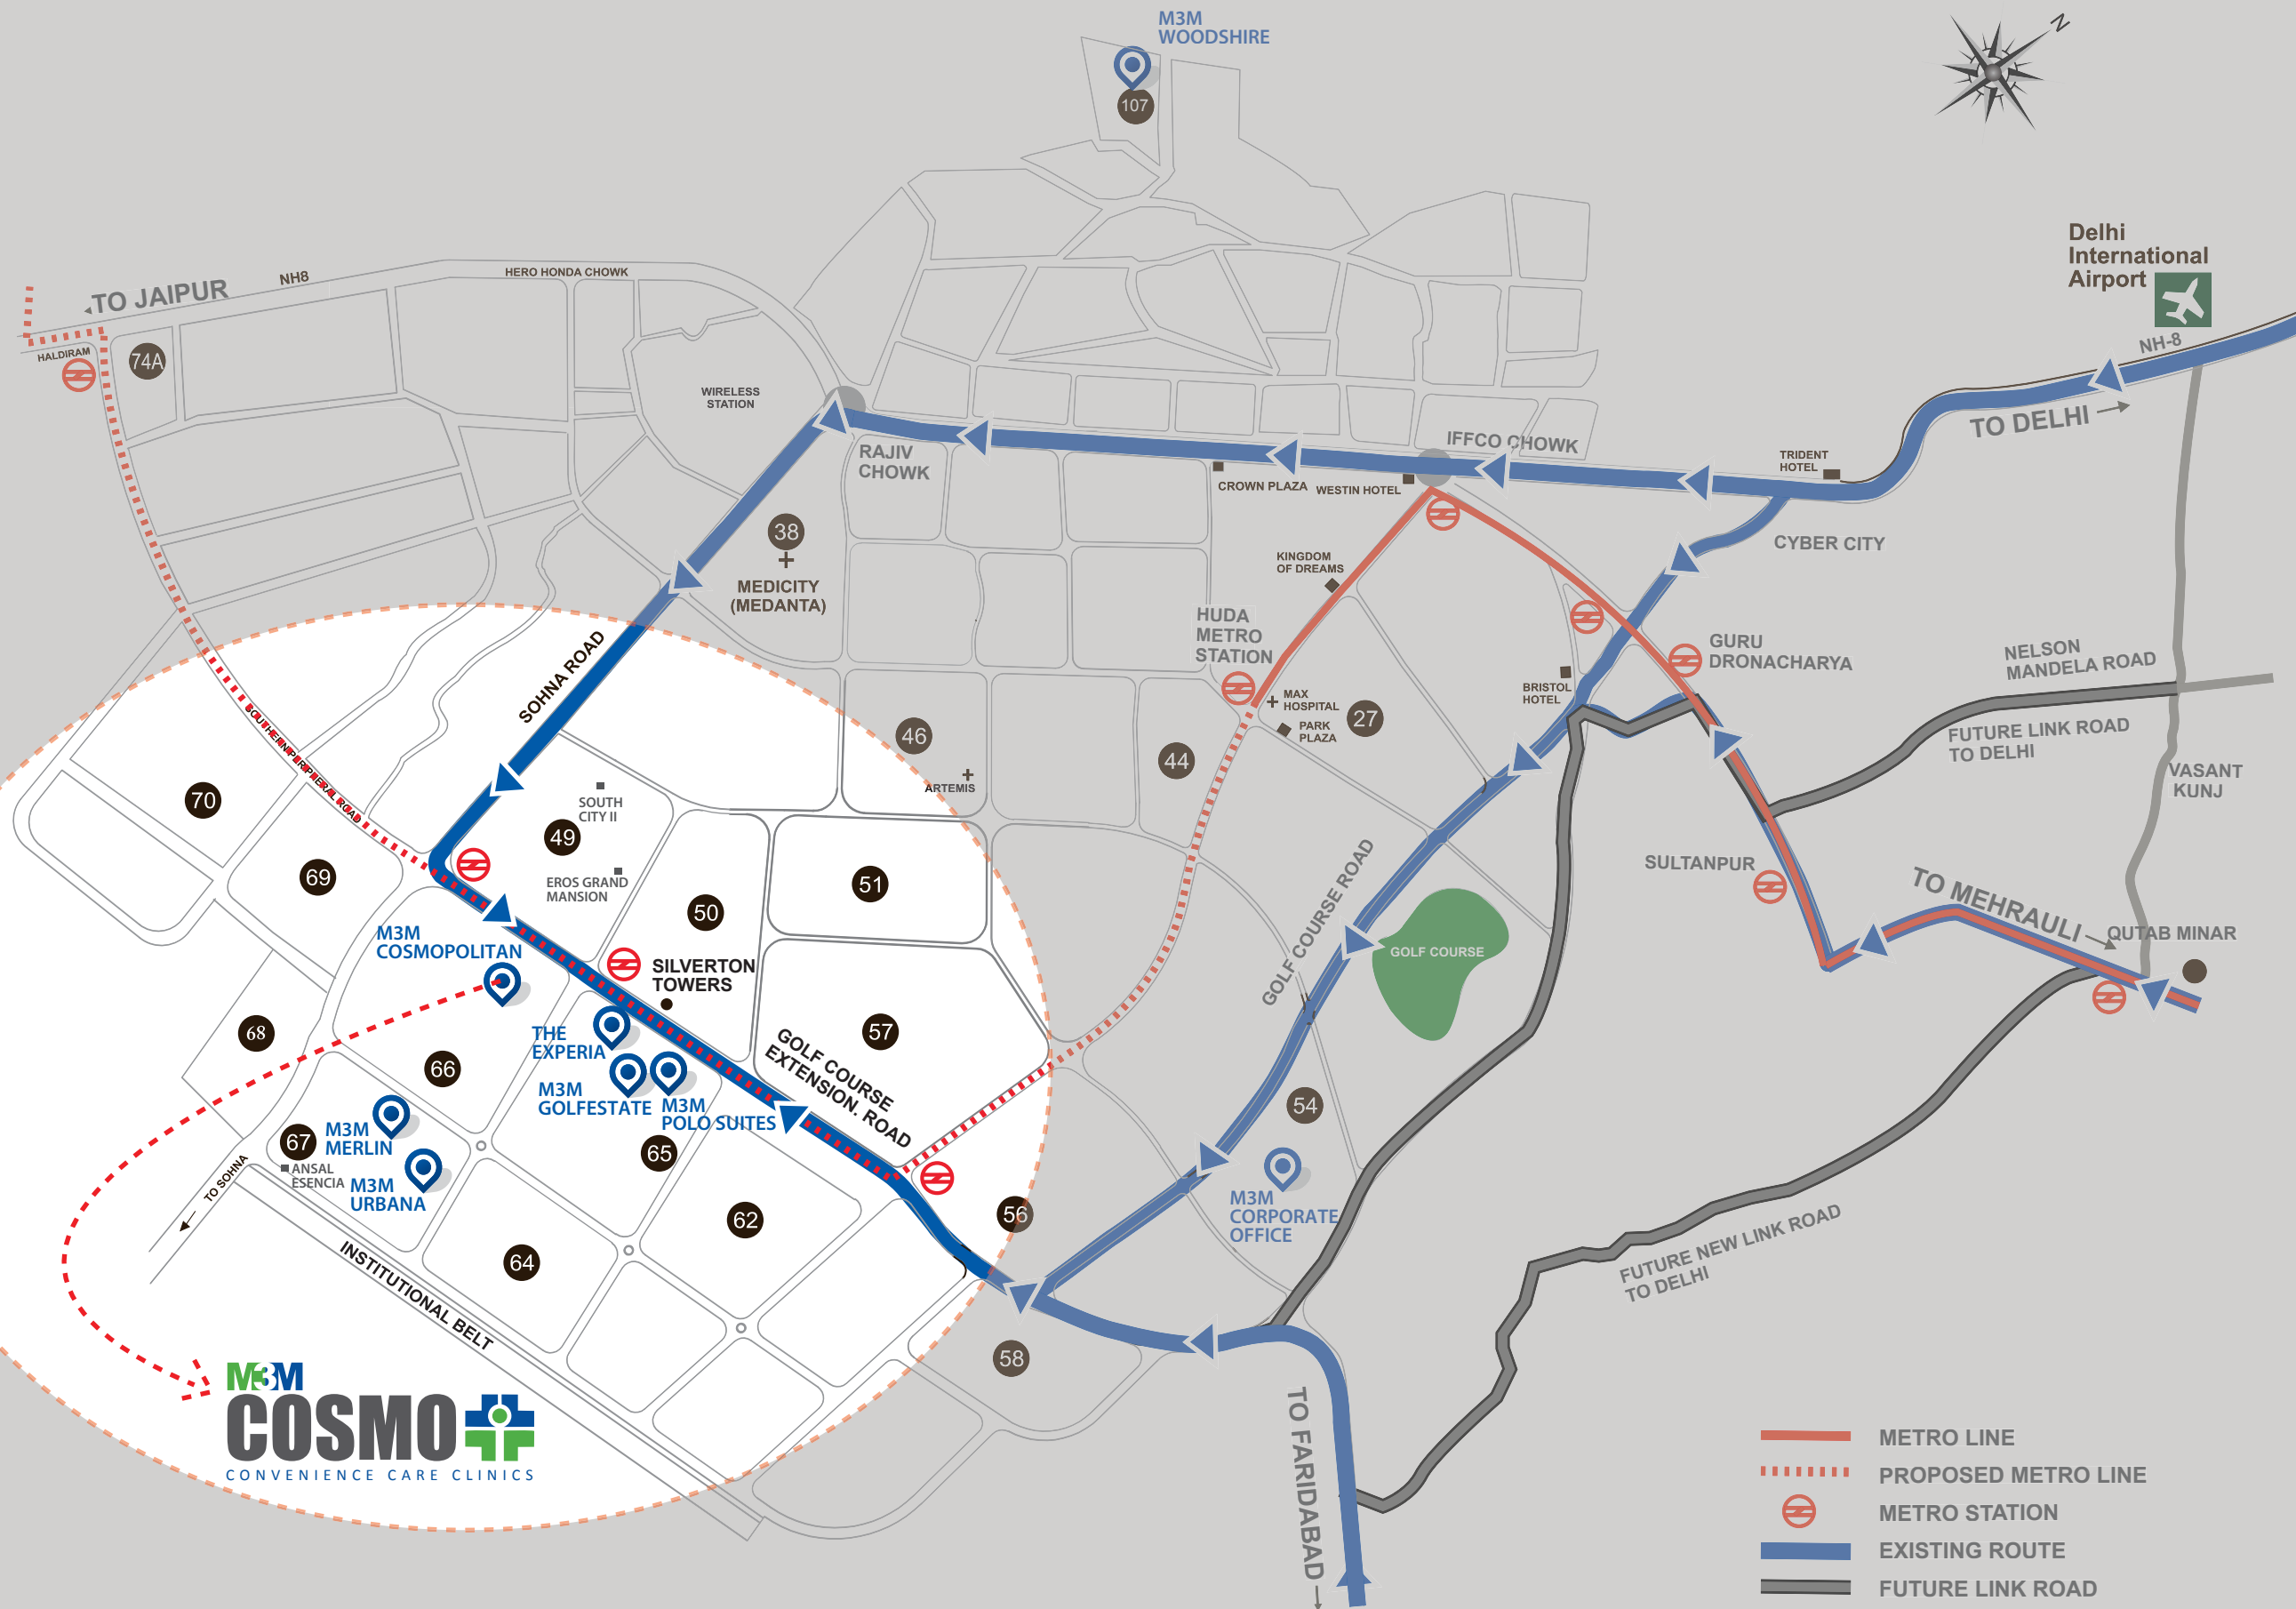 M3M
WOODSHIRE
107
N
Delhi
International
Airport
NH-8
TO DELHI
TO JAIPUR
NH8
HERO HONDA CHOWK
HALDIRAM
74A
WIRELESS
STATION
RAJIV
CHOWK
IFFCO CHOWK
CROWN PLAZA
WESTIN HOTEL
TRIDENT
HOTEL
CYBER CITY
38
MEDICITY
(MEDANTA)
KINGDOM
OF DREAMS
HUDA
METRO
STATION
GURU
DRONACHARYA
NELSON
MANDELA ROAD
MAX
HOSPITAL
PARK
PLAZA
27
BRISTOL
HOTEL
FUTURE LINK ROAD
TO DELHI
VASANT
KUNJ
SOHNA ROAD
SOUTHERN PERIPHERAL ROAD
46
ARTEMIS
44
70
SOUTH
CITY II
49
69
EROS GRAND
MANSION
50
51
GOLF COURSE ROAD
GOLF COURSE
SULTANPUR
TO MEHRAULI
QUTAB MINAR
M3M
COSMOPOLITAN
SILVERTON
TOWERS
68
THE
EXPERIA
57
GOLF COURSE
EXTENSION. ROAD
66
M3M
GOLFESTATE
M3M
POLO SUITES
54
67
M3M
MERLIN
65
ANSAL
ESENCIA
M3M
URBANA
TO SOHNA
62
56
M3M
CORPORATE
OFFICE
64
INSTITUTIONAL BELT
FUTURE NEW LINK ROAD
TO DELHI
58
M3M
COSMO
CONVENIENCE CARE CLINICS
TO FARIDABAD
METRO LINE
PROPOSED METRO LINE
METRO STATION
EXISTING ROUTE
FUTURE LINK ROAD